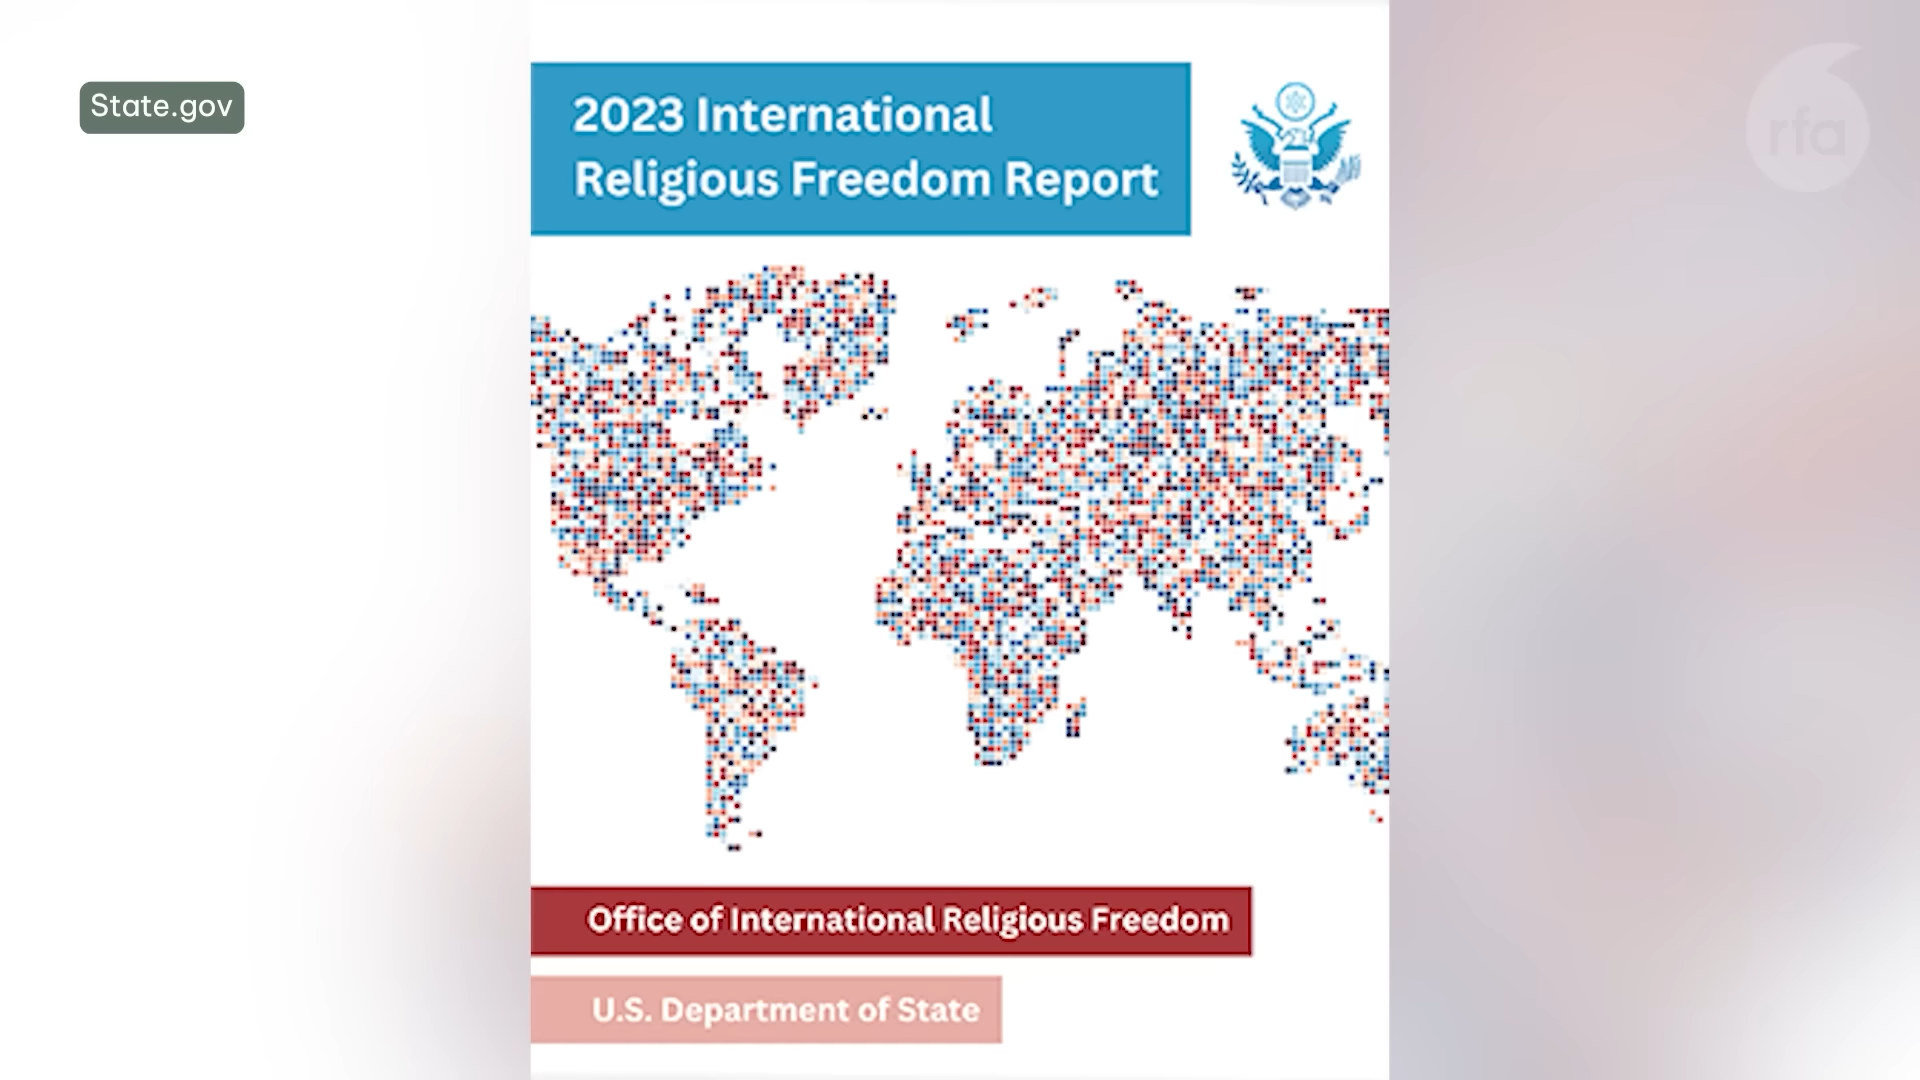 State.gov
2023 International
Religious Freedom Report
rfa
Office of International Religious Freedom
U.S. Department of State